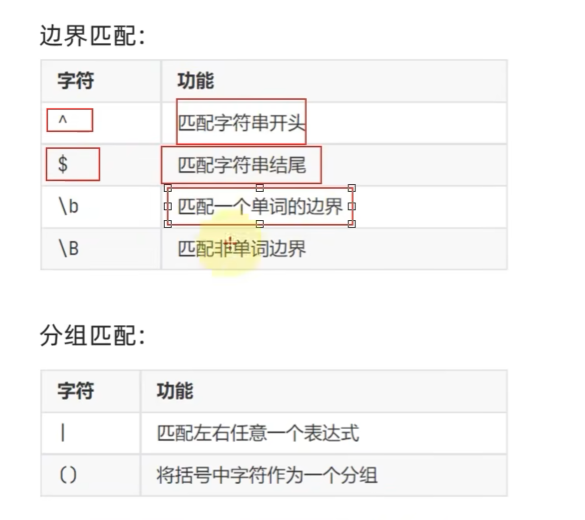 边界匹配：
字符 功能
^ 匹配字符串开头
$ 匹配字符串结尾
\b 匹配一个单词的边界
\B 匹配非单词边界
分组匹配：
字符 功能
| 匹配左右任意一个表达式
() 将括号中字符作为一个分组